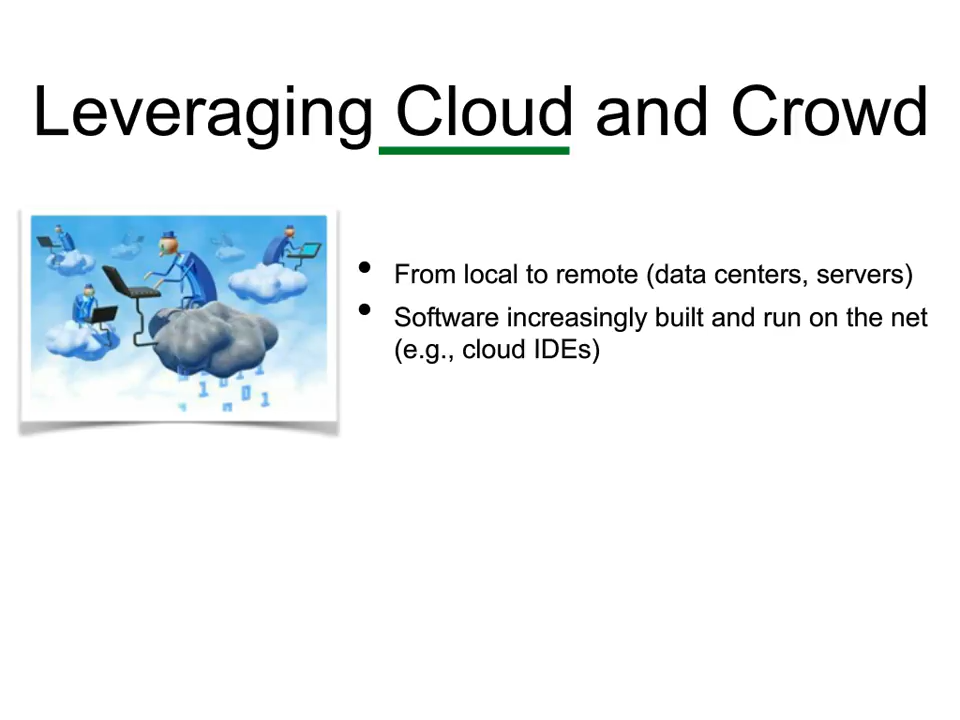 Leveraging Cloud and Crowd
• From local to remote (data centers, servers)
• Software increasingly built and run on the net
(e.g., cloud IDEs)